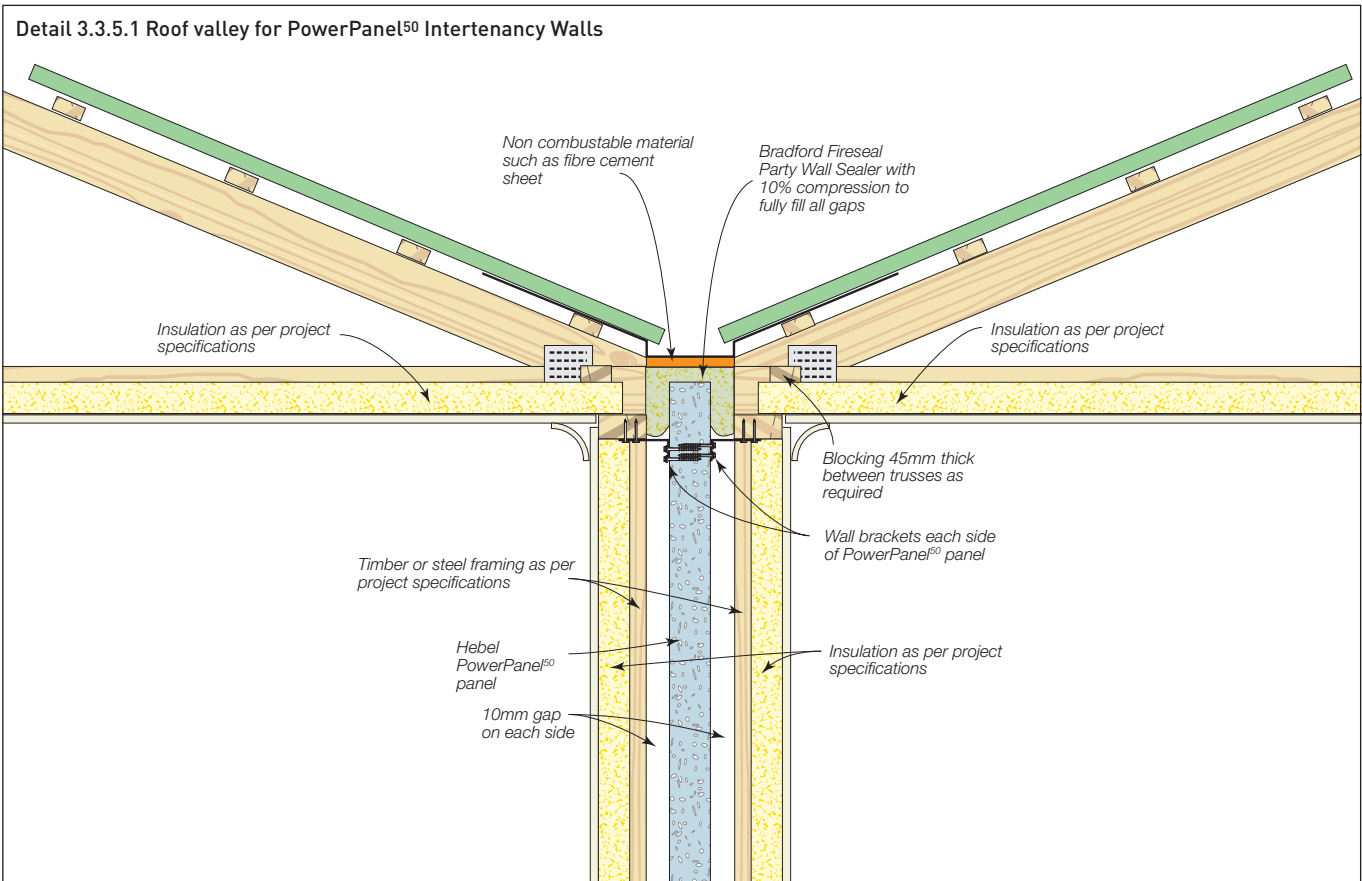 Detail 3.3.5.1 Roof valley for PowerPanel⁵⁰ Intertenancy Walls
Non combustable material
such as fibre cement
sheet
Bradford Fireseal
Party Wall Sealer with
10% compression to
fully fill all gaps
Insulation as per project
specifications
Insulation as per project
specifications
Blocking 45mm thick
between trusses as
required
Wall brackets each side
of PowerPanel⁵⁰ panel
Timber or steel framing as per
project specifications
Hebel
PowerPanel⁵⁰
panel
Insulation as per project
specifications
10mm gap
on each side